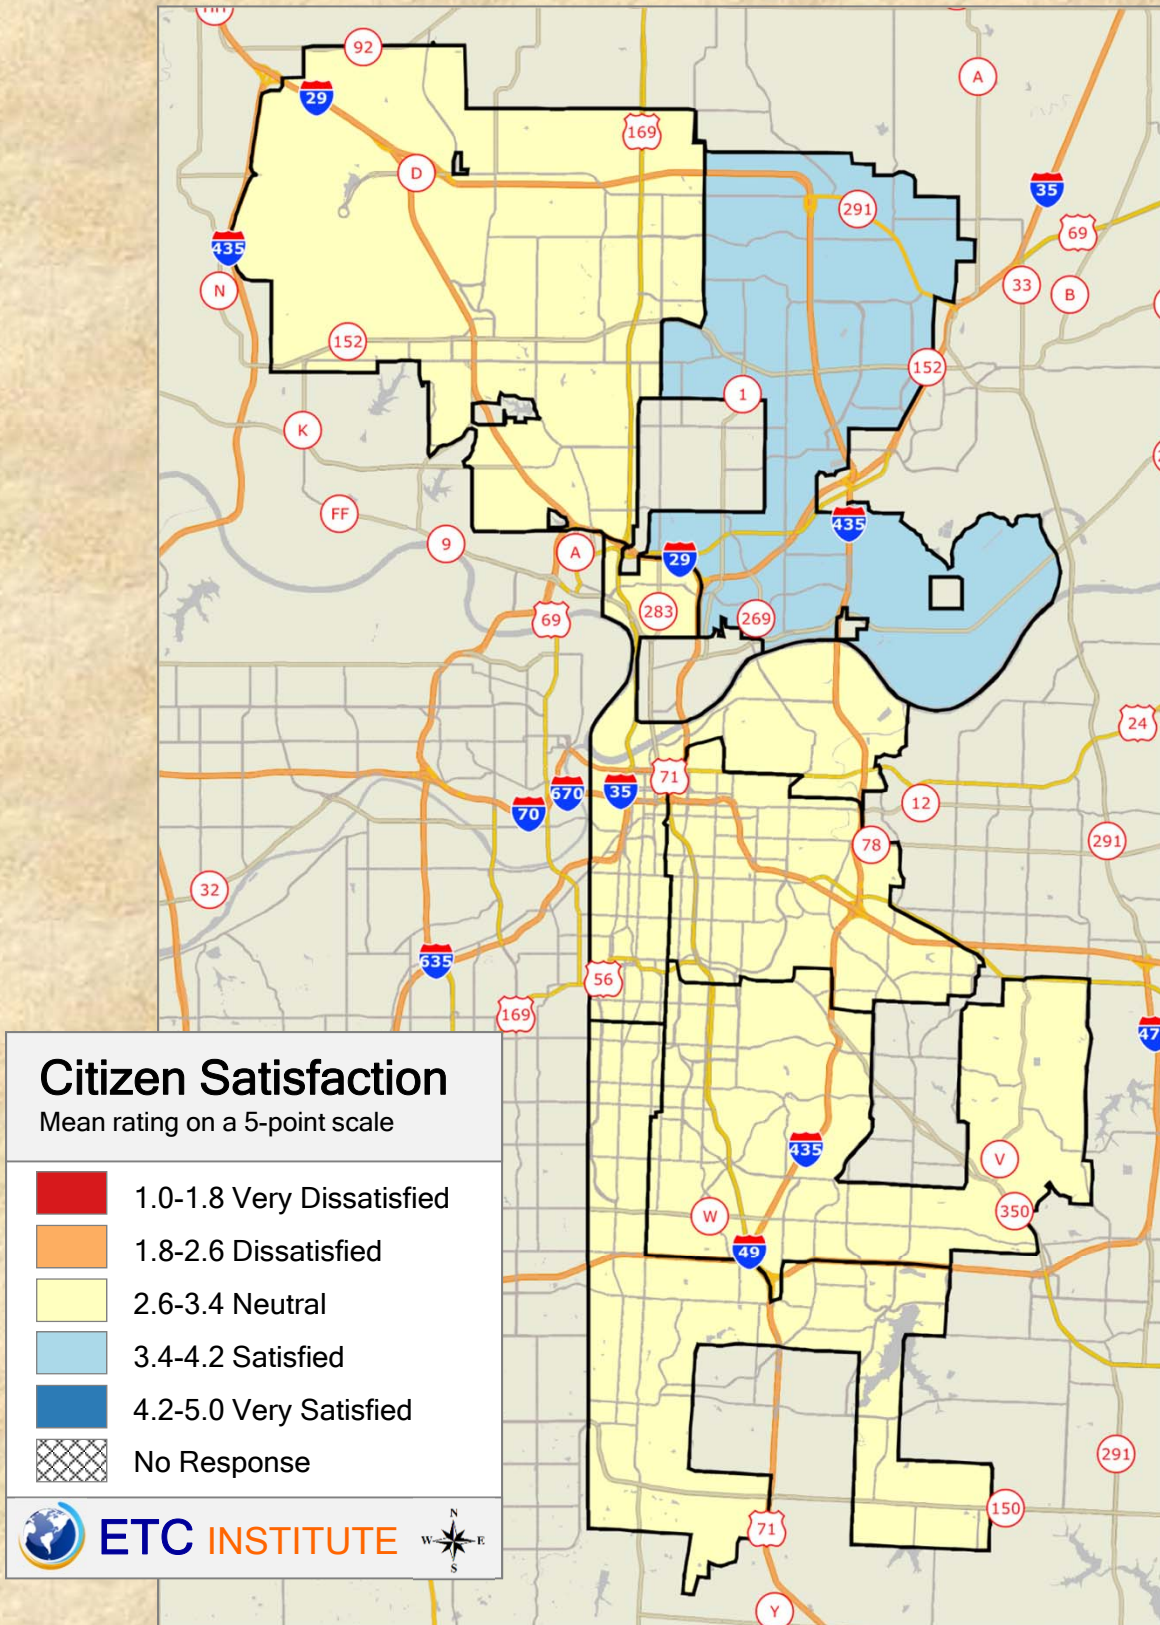 92
A
29
169
D
35
291
69
435
N
33
B
152
152
1
K
FF
435
9
A
29
283
269
69
24
71
670
35
70
12
78
291
32
635
56
169
47
435
V
350
W
49
291
150
71
Y
Citizen Satisfaction
Mean rating on a 5-point scale
1.0-1.8 Very Dissatisfied
1.8-2.6 Dissatisfied
2.6-3.4 Neutral
3.4-4.2 Satisfied
4.2-5.0 Very Satisfied
No Response
ETC INSTITUTE
N
W E
S